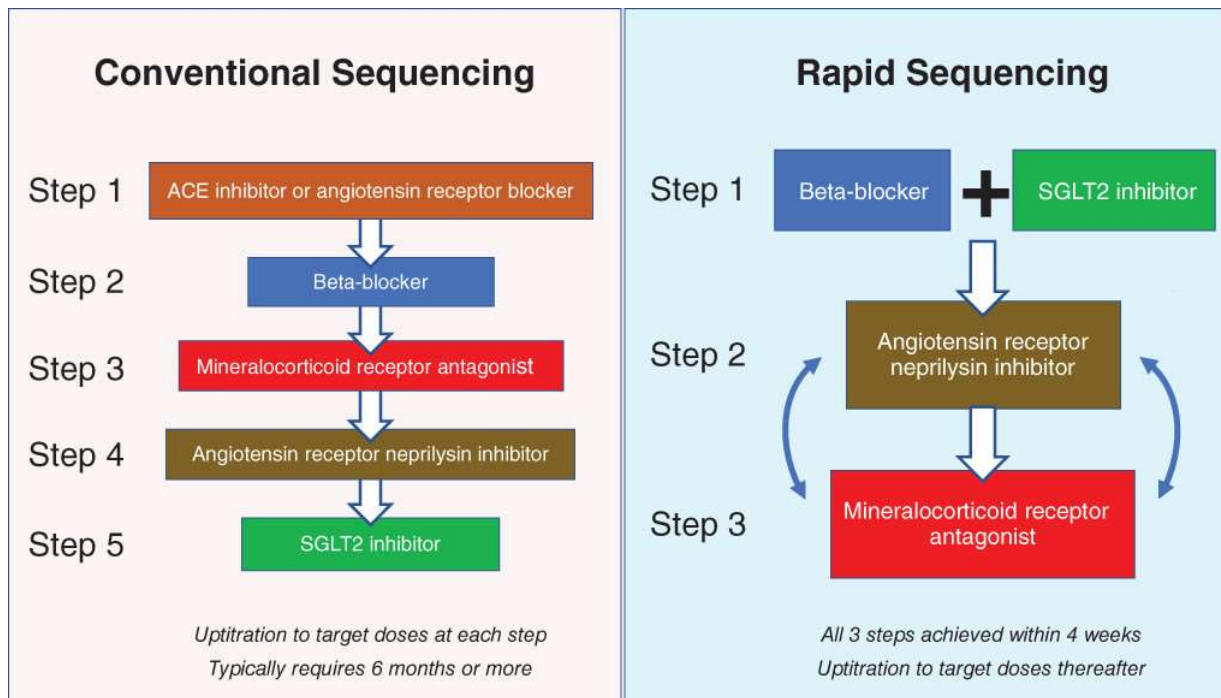 Conventional Sequencing
Step 1
ACE inhibitor or angiotensin receptor blocker
Step 2
Beta-blocker
Step 3
Mineralocorticoid receptor antagonist
Step 4
Angiotensin receptor neprilysin inhibitor
Step 5
SGLT2 inhibitor
Uptitration to target doses at each step
Typically requires 6 months or more
Rapid Sequencing
Step 1
Beta-blocker
+
SGLT2 inhibitor
Step 2
Angiotensin receptor
neprilysin inhibitor
Step 3
Mineralocorticoid receptor
antagonist
All 3 steps achieved within 4 weeks
Uptitration to target doses thereafter